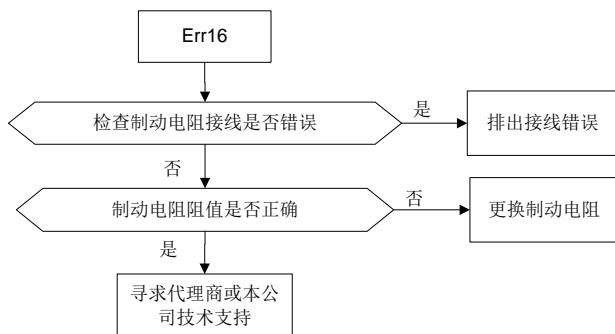 Err16
检查制动电阻接线是否错误
是
排出接线错误
否
制动电阻阻值是否正确
否
更换制动电阻
是
寻求代理商或本公
司技术支持